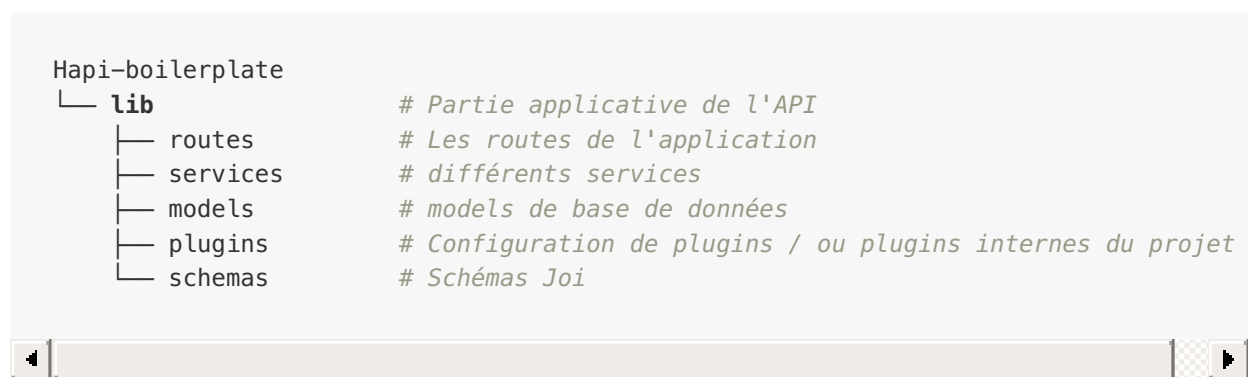 Hapi-boilerplate
└── lib                 # Partie applicative de l'API
    ├── routes          # Les routes de l'application
    ├── services        # différents services
    ├── models          # models de base de données
    ├── plugins         # Configuration de plugins / ou plugins internes du projet
    └── schemas         # Schémas Joi